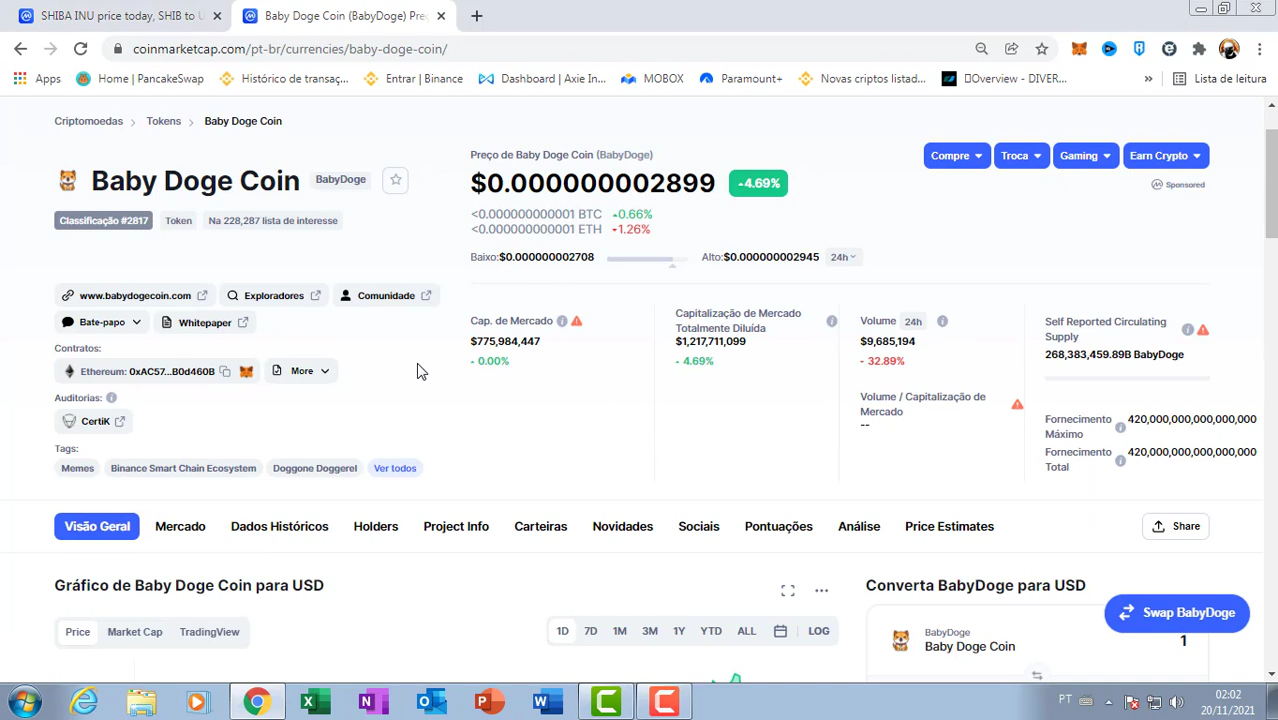 SHIBA INU price today, SHIB to U
Baby Doge Coin (BabyDoge) Pre
coinmarketcap.com/pt-br/currencies/baby-doge-coin/
Apps
Home | PancakeSwap
Histórico de transaç...
Entrar | Binance
Dashboard | Axie In...
MOBOX
Paramount+
Novas criptos listad...
Overview - DIVER...
»
Lista de leitura
Criptomoedas > Tokens > Baby Doge Coin
Baby Doge Coin BabyDoge
Classificação #2817 Token Na 228,287 lista de interesse
www.babydogecoin.com Exploradores Comunidade
Bate-papo Whitepaper
Contratos:
Ethereum: 0xAC57...B0d460B More
Auditorias:
CertiK
Tags:
Memes Binance Smart Chain Ecosystem Doggone Doggerel Ver todos
Preço de Baby Doge Coin (BabyDoge)
$0.000000002899 4.69%
<0.000000000001 BTC 0.66%
<0.000000000001 ETH 1.26%
Baixo:$0.000000002708 Alto:$0.000000002945 24h
Compre Troca Gaming Earn Crypto
Sponsored
Cap. de Mercado
$775,984,447
- 0.00%
Capitalização de Mercado
Totalmente Diluída
$1,217,711,099
- 4.69%
Volume 24h
$9,685,194
- 32.89%
Volume / Capitalização de
Mercado
--
Self Reported Circulating
Supply
268,383,459.89B BabyDoge
Fornecimento
Máximo
420,000,000,000,000,000
Fornecimento
Total
420,000,000,000,000,000
Visão Geral Mercado Dados Históricos Holders Project Info Carteiras Novidades Sociais Pontuações Análise Price Estimates Share
Gráfico de Baby Doge Coin para USD
Price Market Cap TradingView
1D 7D 1M 3M 1Y YTD ALL LOG
Converta BabyDoge para USD
Swap BabyDoge
BabyDoge
Baby Doge Coin
1
PT
02:02
20/11/2021